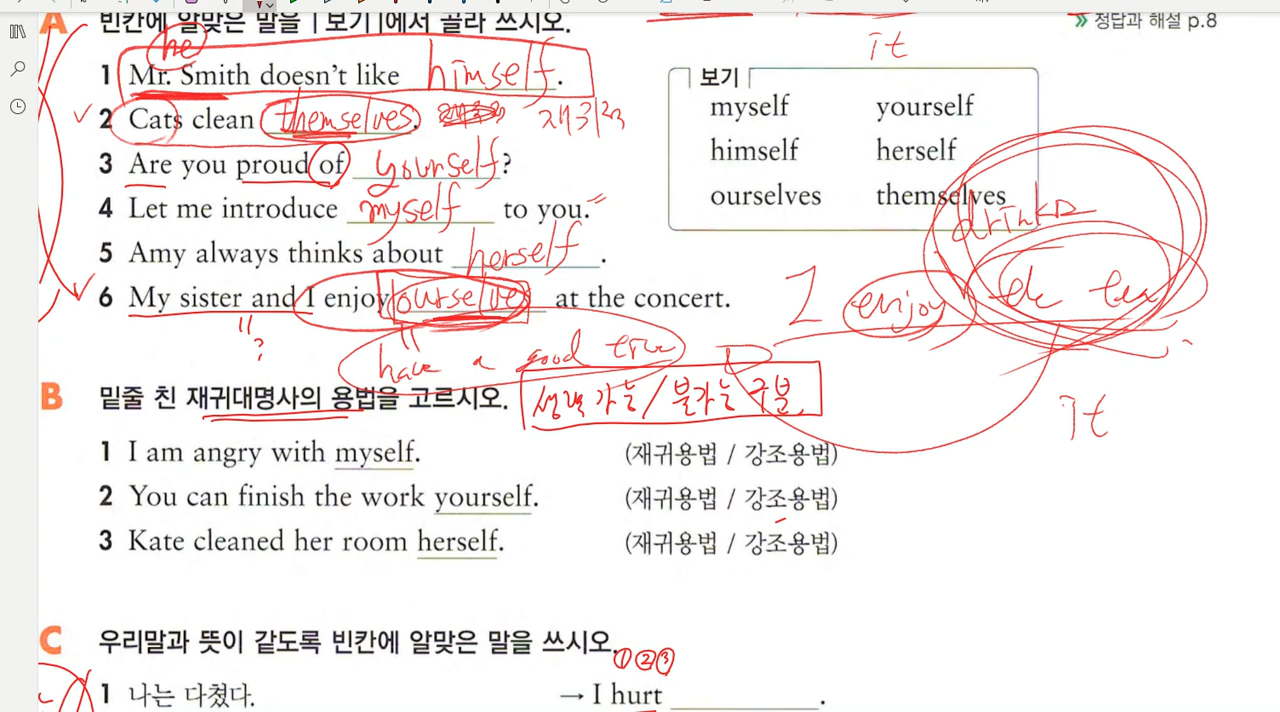 A 빈칸에 알맞은 말을 |보기|에서 골라 쓰시오.
» 정답과 해설 p.8
he
it
1 Mr. Smith doesn't like himself.
2 Cats clean themselves.
3 Are you proud of yourself?
4 Let me introduce myself to you.
5 Amy always thinks about herself.
6 My sister and I enjoy ourselves at the concert.
보기
myself yourself
himself herself
ourselves themselves
drink
I enjoy
it
"
?
have a good time
B 밑줄 친 재귀대명사의 용법을 고르시오.
생략 가능/불가능 구분
1 I am angry with myself. (재귀용법 / 강조용법)
2 You can finish the work yourself. (재귀용법 / 강조용법)
3 Kate cleaned her room herself. (재귀용법 / 강조용법)
C 우리말과 뜻이 같도록 빈칸에 알맞은 말을 쓰시오.
①②③
1 나는 다쳤다. → I hurt .